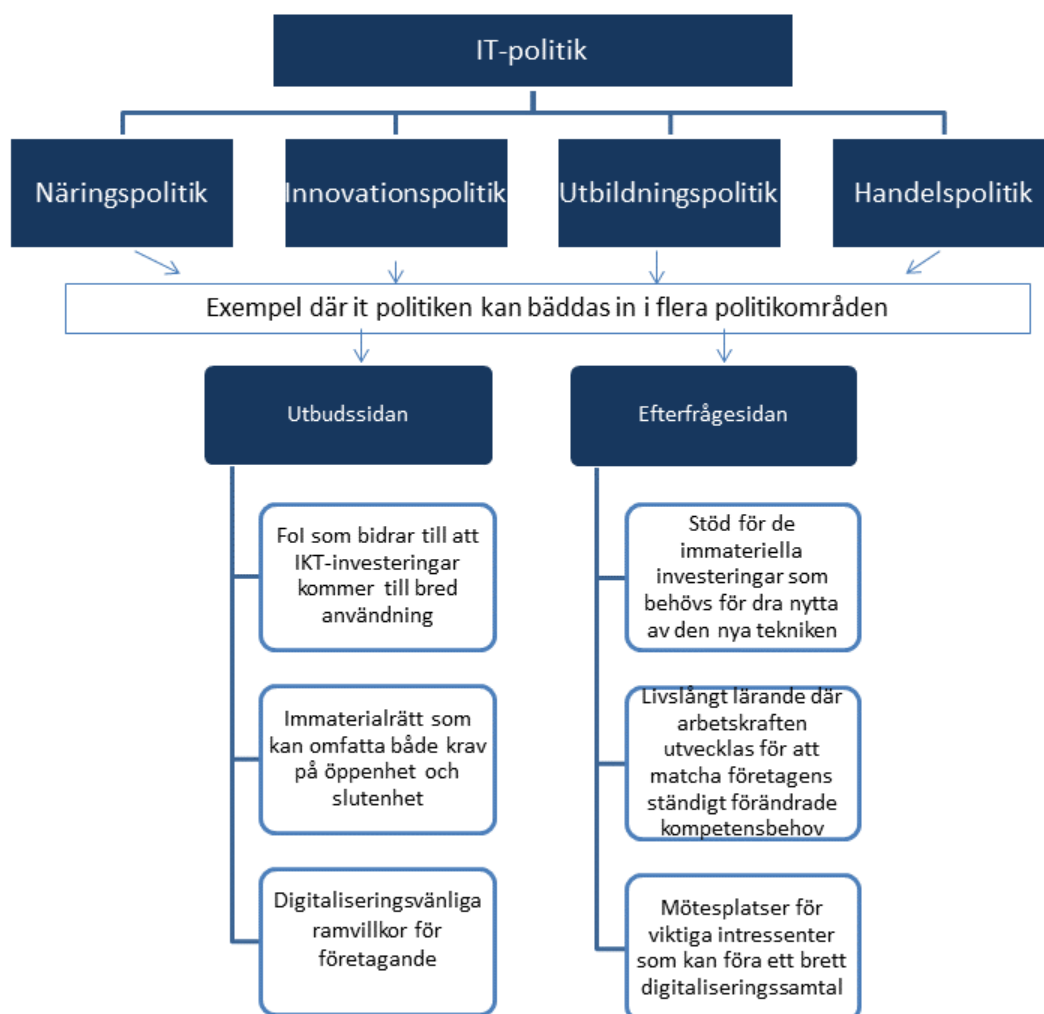 IT-politik
Näringspolitik
Innovationspolitik
Utbildningspolitik
Handelspolitik
Exempel där it politiken kan bäddas in i flera politikområden
Utbudssidan
FoI som bidrar till att
IKT-investeringar
kommer till bred
användning
Immaterialrätt som
kan omfatta både krav
på öppenhet och
slutenhet
Digitaliseringsvänliga
ramvillkor för
företagande
Efterfrågesidan
Stöd för de
immateriella
investeringar som
behövs för dra nytta
av den nya tekniken
Livslångt lärande där
arbetskraften
utvecklas för att
matcha företagens
ständigt förändrade
kompetensbehov
Mötesplatser för
viktiga intressenter
som kan föra ett brett
digitaliseringssamtal